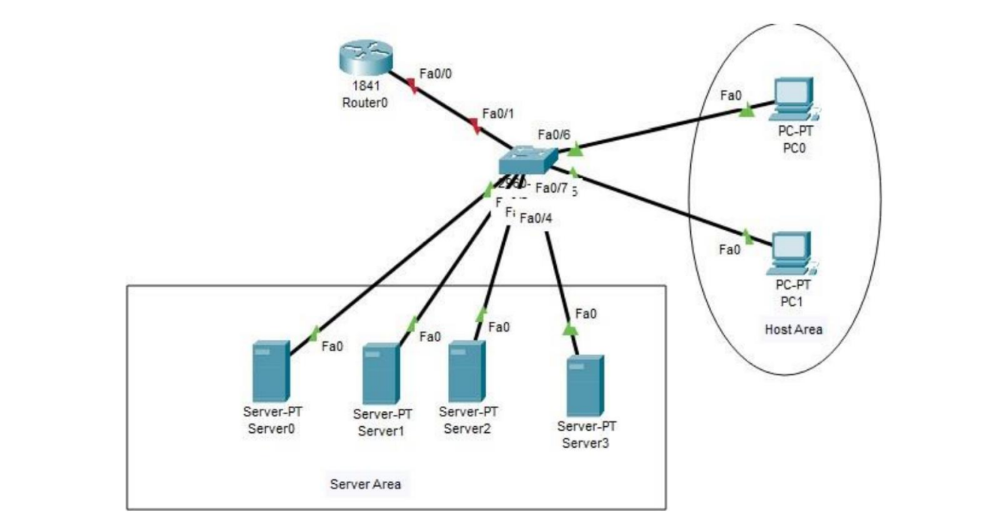 Fa0/0
1841
Router0
Fa0/1
Fa0/6
Fa0
PC-PT
PC0
Fa0/7
Fa0/4
Fa0
PC-PT
PC1
Host Area
Fa0
Server-PT
Server0
Fa0
Server-PT
Server1
Fa0
Server-PT
Server2
Fa0
Server-PT
Server3
Server Area